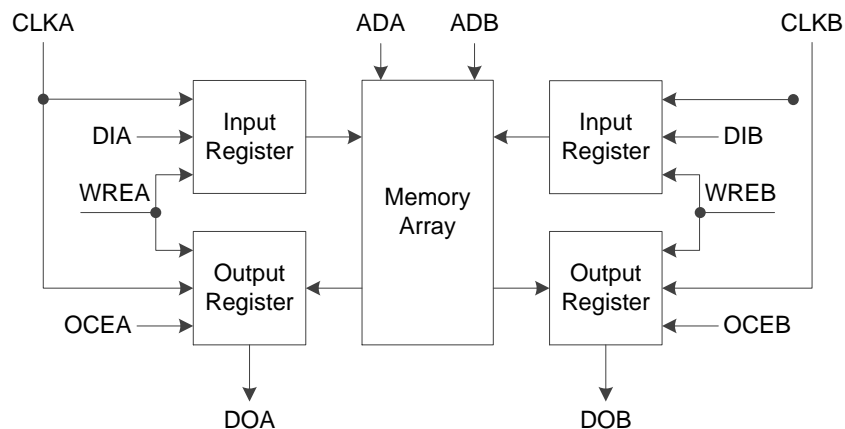 CLKA
ADA
ADB
CLKB
Input
Register
Input
Register
DIA
DIB
WREA
Memory
Array
WREB
Output
Register
Output
Register
OCEA
OCEB
DOA
DOB